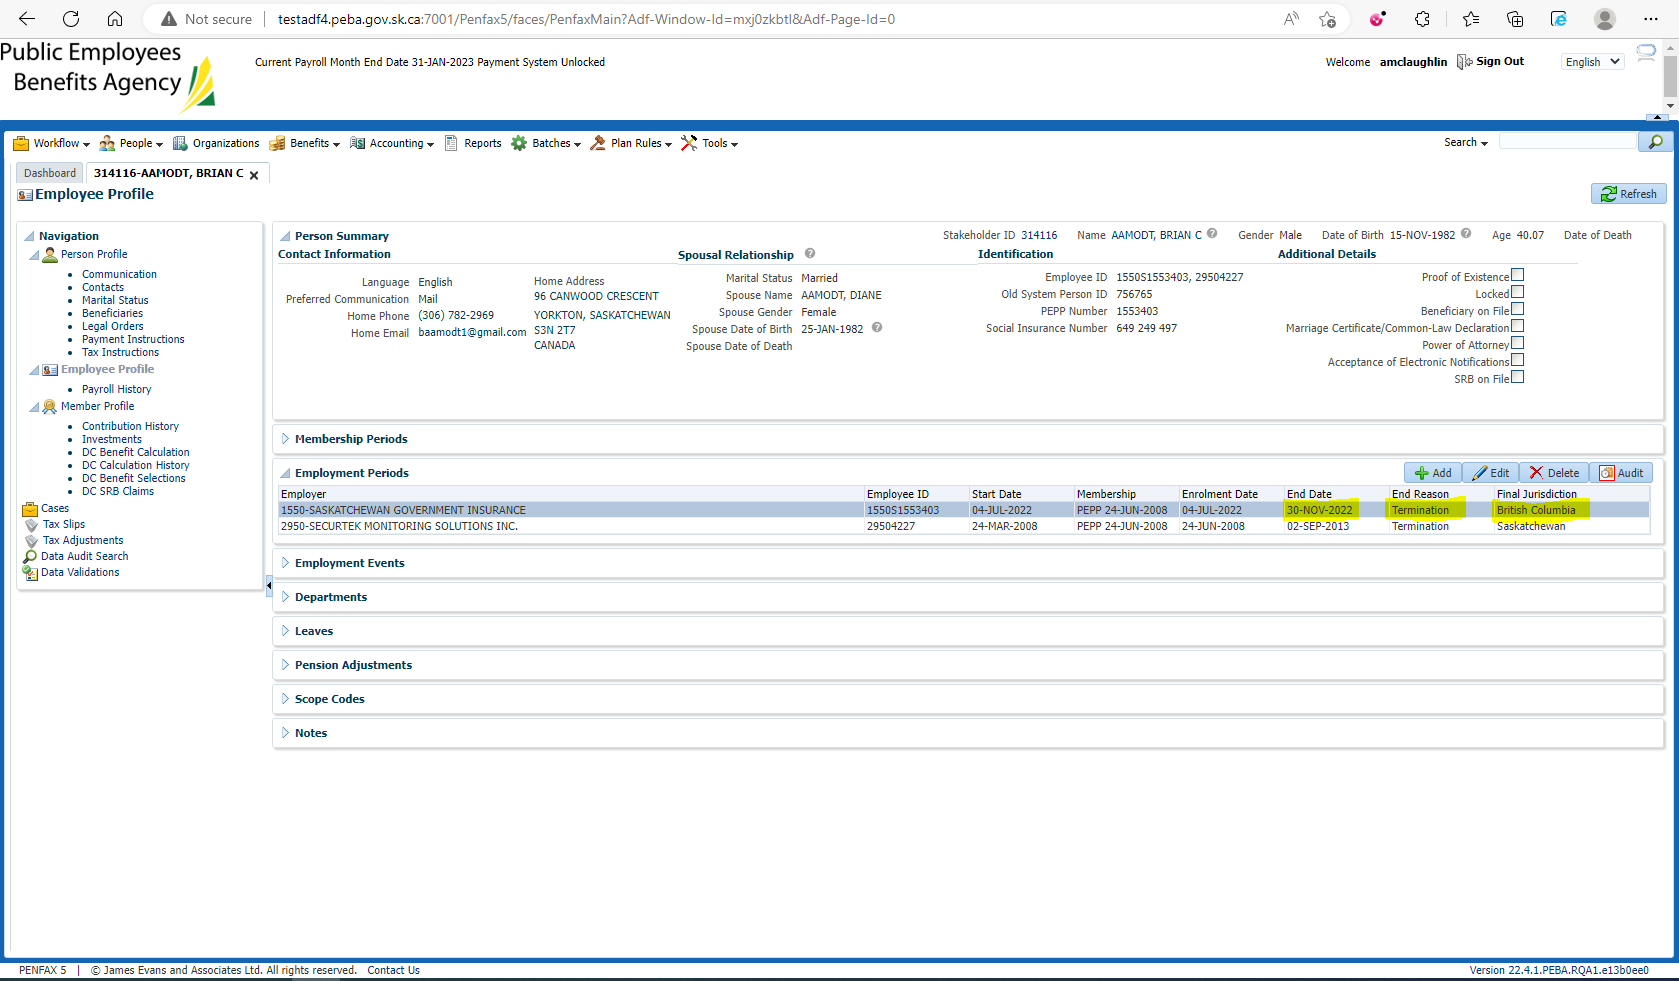 Not secure | testadf4.peba.gov.sk.ca:7001/Penfax5/faces/PenfaxMain?Adf-Window-Id=mxj0zkbtl&Adf-Page-Id=0
Public Employees
Benefits Agency
Current Payroll Month End Date 31-JAN-2023 Payment System Unlocked
Welcome amclaughlin Sign Out English
Workflow People Organizations Benefits Accounting Reports Batches Plan Rules Tools Search
Dashboard 314116-AAMODT, BRIAN C
Employee Profile
Refresh
Navigation
Person Profile
Communication
Contacts
Marital Status
Beneficiaries
Legal Orders
Payment Instructions
Tax Instructions
Employee Profile
Payroll History
Member Profile
Contribution History
Investments
DC Benefit Calculation
DC Calculation History
DC Benefit Selections
DC SRB Claims
Cases
Tax Slips
Tax Adjustments
Data Audit Search
Data Validations
Person Summary
Stakeholder ID 314116 Name AAMODT, BRIAN C Gender Male Date of Birth 15-NOV-1982 Age 40.07 Date of Death
Contact Information
Language English
Preferred Communication Mail
Home Phone (306) 782-2969
Home Email baamodt1@gmail.com
Home Address
96 CANWOOD CRESCENT
YORKTON, SASKATCHEWAN
S3N 2T7
CANADA
Spousal Relationship
Marital Status Married
Spouse Name AAMODT, DIANE
Spouse Gender Female
Spouse Date of Birth 25-JAN-1982
Spouse Date of Death
Identification
Employee ID 1550S1553403, 29504227
Old System Person ID 756765
PEPP Number 1553403
Social Insurance Number 649 249 497
Additional Details
Proof of Existence
Locked
Beneficiary on File
Marriage Certificate/Common-Law Declaration
Power of Attorney
Acceptance of Electronic Notifications
SRB on File
Membership Periods
Employment Periods
Add Edit Delete Audit
Employer Employee ID Start Date Membership Enrolment Date End Date End Reason Final Jurisdiction
1550-SASKATCHEWAN GOVERNMENT INSURANCE 1550S1553403 04-JUL-2022 PEPP 24-JUN-2008 04-JUL-2022 30-NOV-2022 Termination British Columbia
2950-SECURTEK MONITORING SOLUTIONS INC. 29504227 24-MAR-2008 PEPP 24-JUN-2008 24-JUN-2008 02-SEP-2013 Termination Saskatchewan
Employment Events
Departments
Leaves
Pension Adjustments
Scope Codes
Notes
PENFAX 5 | © James Evans and Associates Ltd. All rights reserved. Contact Us
Version 22.4.1.PEBA.RQA1.e13b0ee0